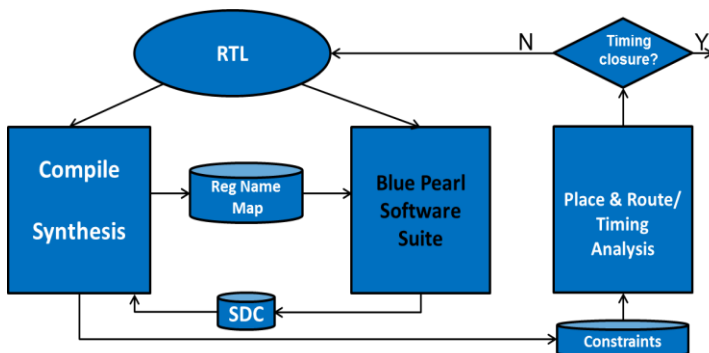 RTL
N
Timing
closure?
Y
Compile
Synthesis
Reg Name
Map
Blue Pearl
Software
Suite
Place & Route/
Timing
Analysis
SDC
Constraints